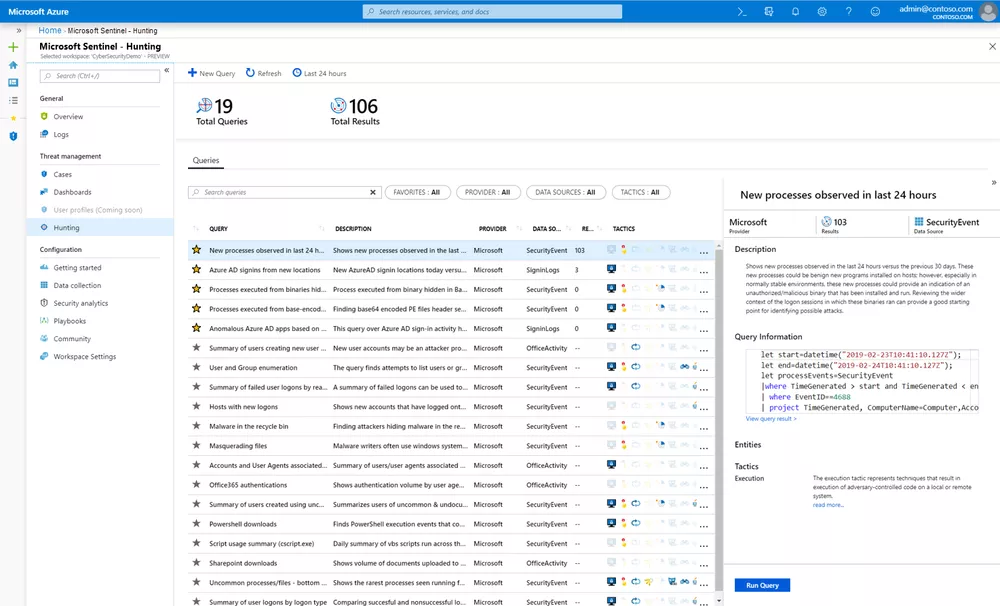 Microsoft Azure
Search resources, services, and docs
admin@contoso.com
CONTOSO.COM
Home > Microsoft Sentinel - Hunting
Microsoft Sentinel - Hunting
Selected workspace: 'CyberSecurityDemo' - PREVIEW
Search (Ctrl+/)
General
Overview
Logs
Threat management
Cases
Dashboards
User profiles (Coming soon)
Hunting
Configuration
Getting started
Data collection
Security analytics
Playbooks
Community
Workspace Settings
New Query Refresh Last 24 hours
19
Total Queries
106
Total Results
Queries
Search queries FAVORITES : All PROVIDER : All DATA SOURCES : All TACTICS : All
QUERY DESCRIPTION PROVIDER DATA SO... RE... TACTICS
New processes observed in last 24 h... Shows new processes observed in the last ... Microsoft SecurityEvent 103 ...
Azure AD signins from new locations New AzureAD signin locations today versu... Microsoft SigninLogs 3 ...
Processes executed from binaries hid... Process executed from binary hidden in Ba... Microsoft SecurityEvent 0 ...
Processes executed from base-encod... Finding base64 encoded PE files header se... Microsoft SecurityEvent 0 ...
Anomalous Azure AD apps based on ... This query over Azure AD sign-in activity h... Microsoft SigninLogs -- ...
Summary of users creating new user ... New user accounts may be an attacker pro... Microsoft OfficeActivity -- ...
User and Group enumeration The query finds attempts to list users or gr... Microsoft SecurityEvent -- ...
Summary of failed user logons by rea... A summary of failed logons can be used to... Microsoft SecurityEvent -- ...
Hosts with new logons Shows new accounts that have logged ont... Microsoft SecurityEvent -- ...
Malware in the recycle bin Finding attackers hiding malware in the re... Microsoft SecurityEvent -- ...
Masquerading files Malware writers often use windows system... Microsoft SecurityEvent -- ...
Accounts and User Agents associated... Summary of users/user agents associated ... Microsoft OfficeActivity -- ...
Office365 authentications Shows authentication volume by user age... Microsoft OfficeActivity -- ...
Summary of users created using unc... Summarizes users of uncommon & undocu... Microsoft SecurityEvent -- ...
Powershell downloads Finds PowerShell execution events that co... Microsoft SecurityEvent -- ...
Script usage summary (cscript.exe) Daily summary of vbs scripts run across th... Microsoft SecurityEvent -- ...
Sharepoint downloads Shows volume of documents uploaded to ... Microsoft OfficeActivity -- ...
Uncommon processes/files - bottom ... Shows the rarest processes seen running f... Microsoft SecurityEvent -- ...
Summary of user logons by logon type Comparing succesful and nonsuccessful lo... Microsoft SecurityEvent -- ...
New processes observed in last 24 hours
Microsoft
Provider
103
Results
SecurityEvent
Data Source
Description
Shows new processes observed in the last 24 hours versus the previous 30 days. These
new processes could be benign new programs installed on hosts; however, especially in
normally stable environments, these new processes could provide an indication of an
unauthorized/malicious binary that has been installed and run. Reviewing the wider
context of the logon sessions in which these binaries ran can provide a good starting
point for identifying possible attacks.
Query Information
let start=datetime("2019-02-23T10:41:10.127Z");
let end=datetime("2019-02-24T10:41:10.127Z");
let processEvents=SecurityEvent
|where TimeGenerated > start and TimeGenerated < en
| where EventID==4688
| project TimeGenerated, ComputerName=Computer,Acco
View query result >
Entities
Tactics
Execution
The execution tactic represents techniques that result in
execution of adversary-controlled code on a local or remote
system.
read more...
Run Query